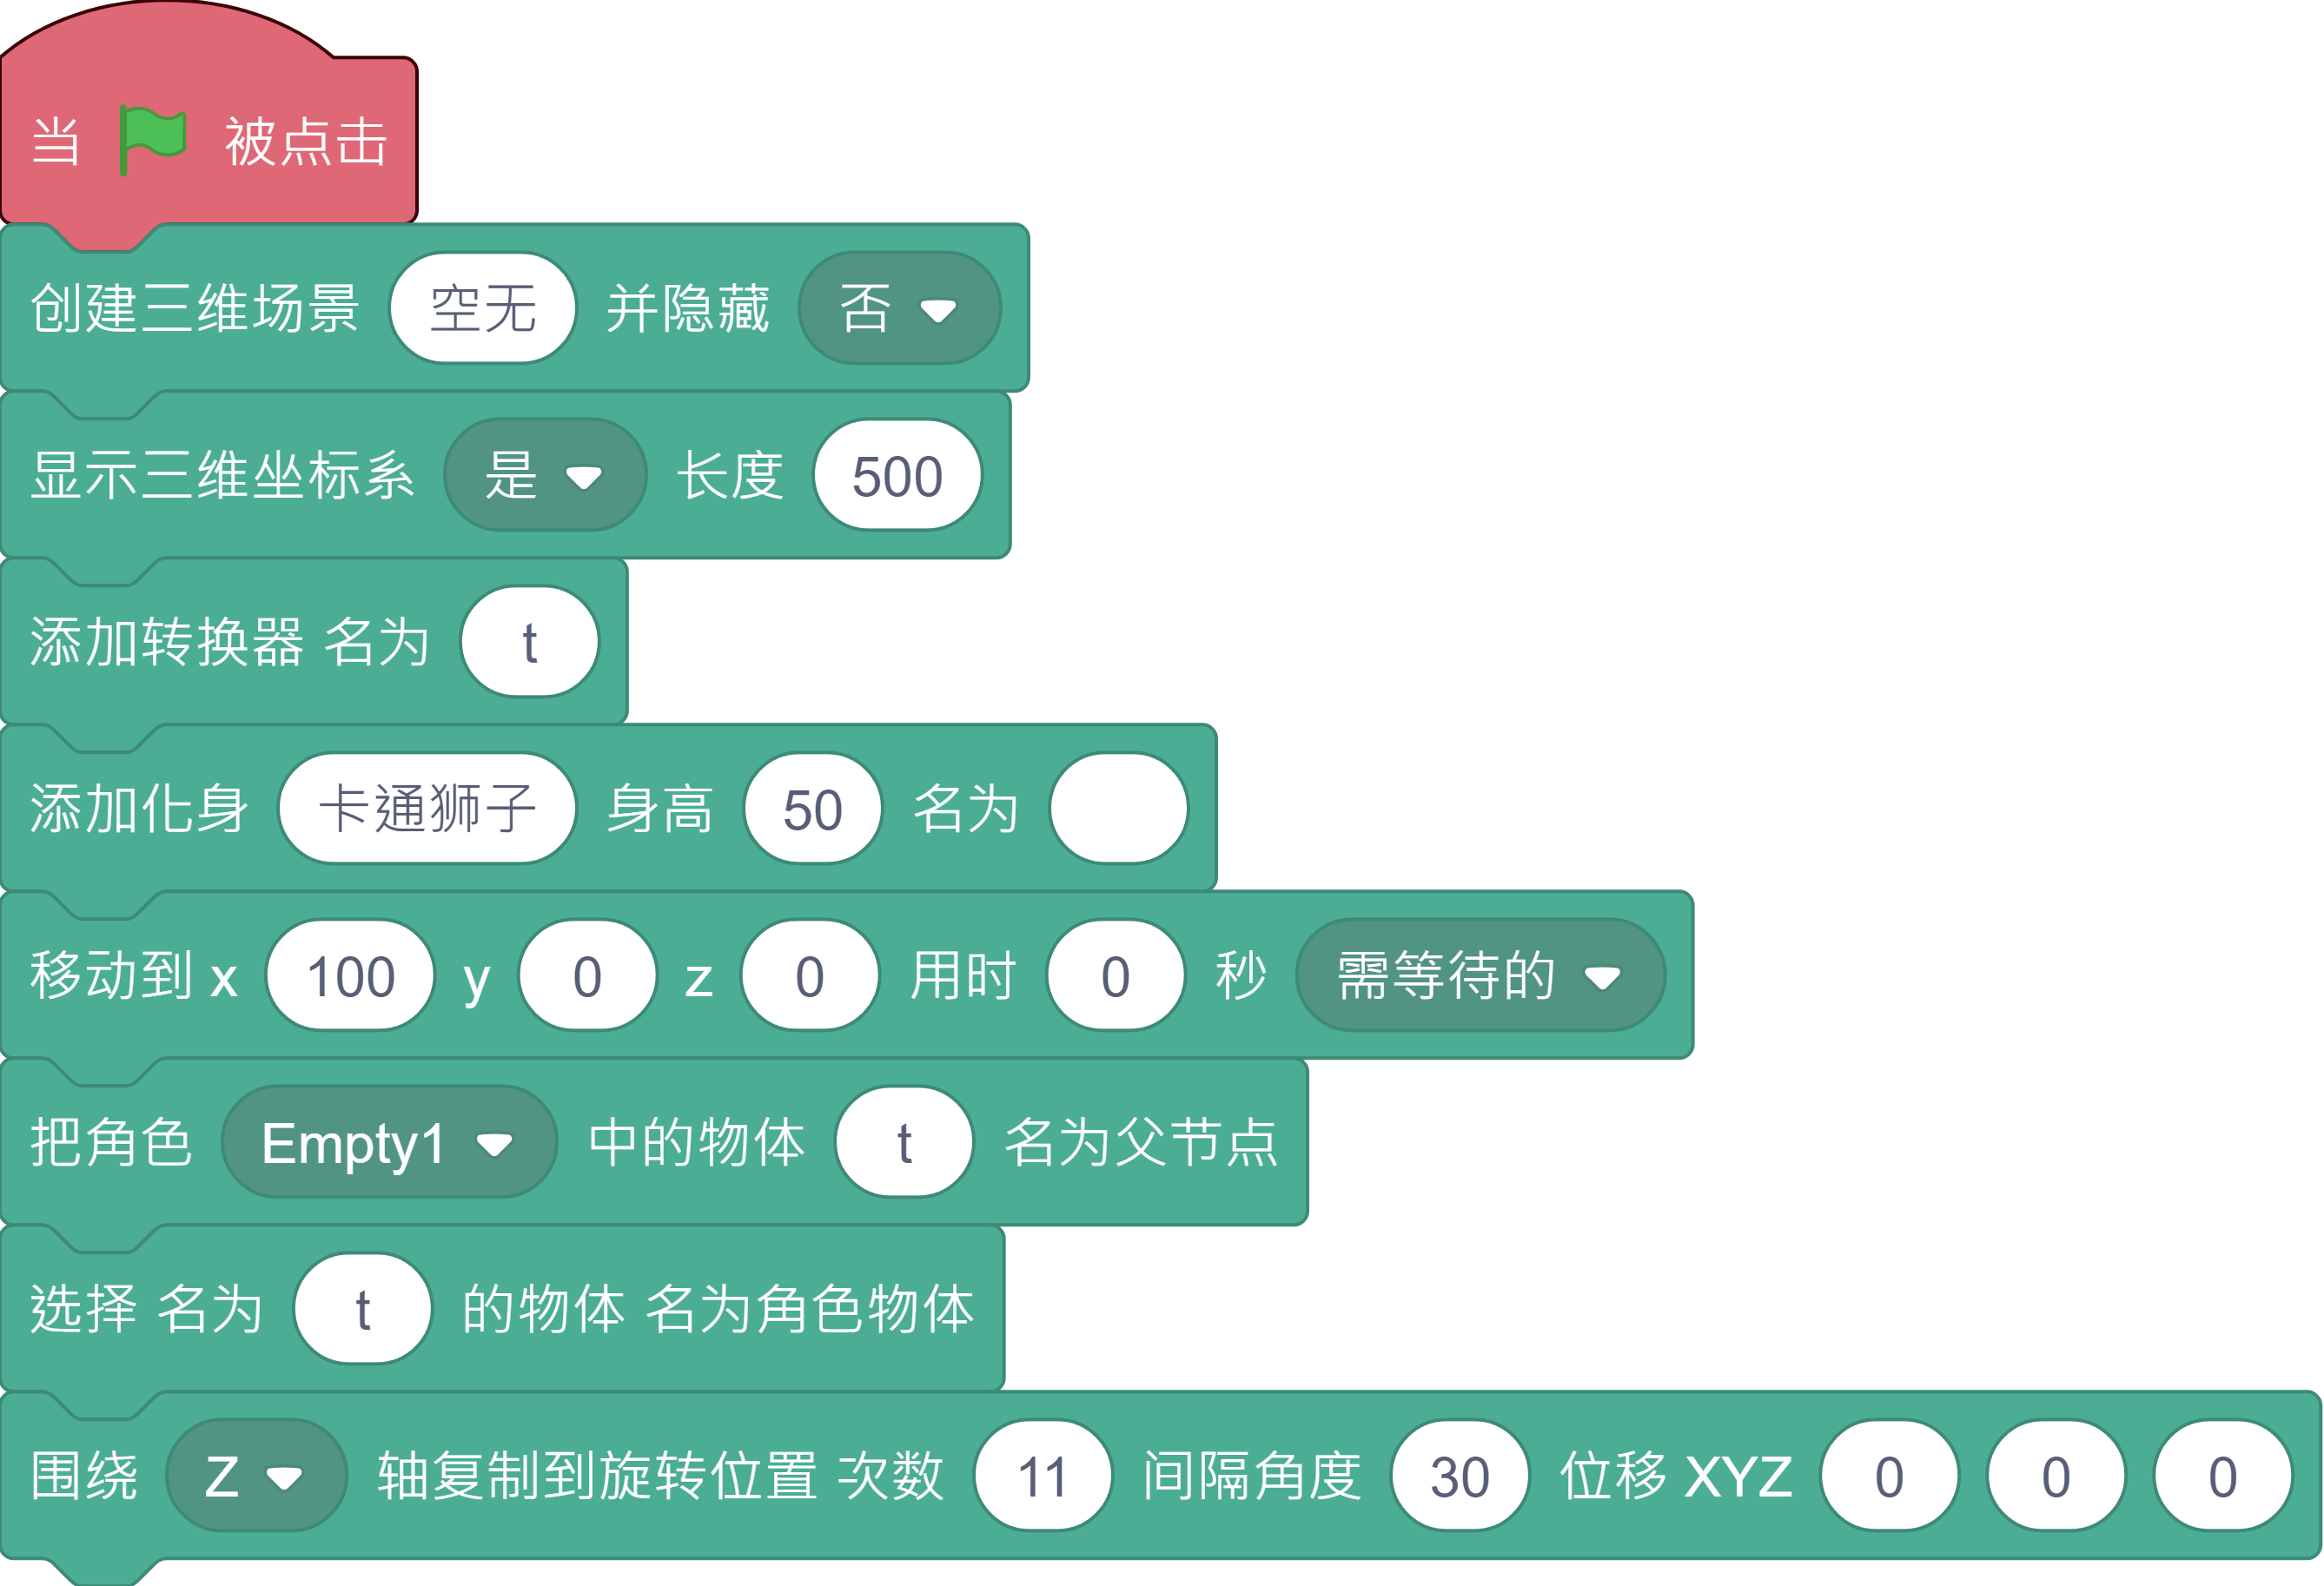 当 被点击
创建三维场景 空无 并隐藏 否
显示三维坐标系 是 长度 500
添加转换器 名为 t
添加化身 卡通狮子 身高 50 名为
移动到 x 100 y 0 z 0 用时 0 秒 需等待的
把角色 Empty1 中的物体 t 名为父节点
选择 名为 t 的物体 名为角色物体
围绕 Z 轴复制到旋转位置 次数 11 间隔角度 30 位移 XYZ 0 0 0